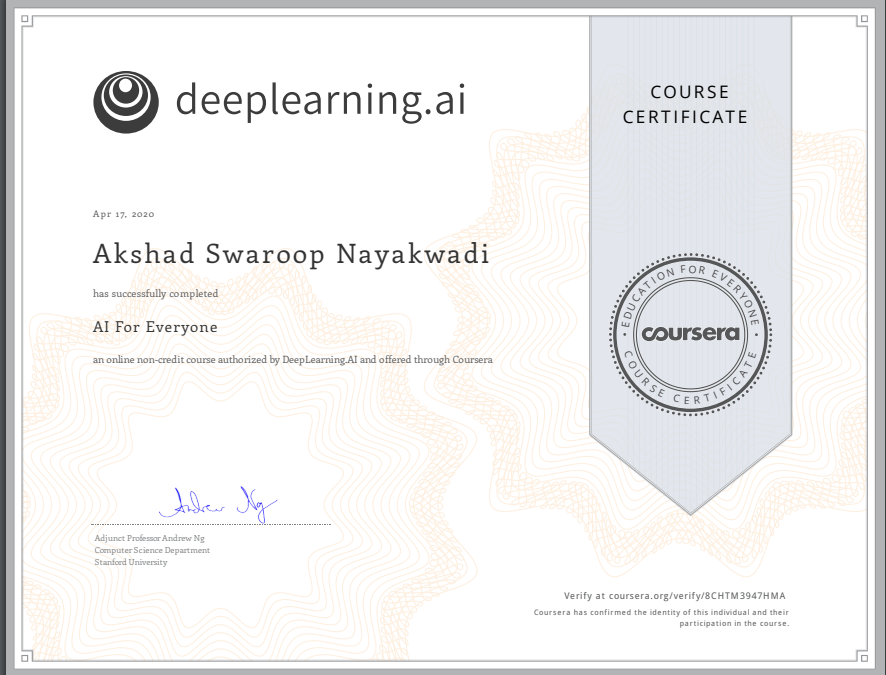 deeplearning.ai
COURSE
CERTIFICATE
Apr 17, 2020
Akshad Swaroop Nayakwadi
has successfully completed
AI For Everyone
an online non-credit course authorized by DeepLearning.AI and offered through Coursera
EDUCATION FOR EVERYONE
coursera
COURSE CERTIFICATE
Andrew Ng
Adjunct Professor Andrew Ng
Computer Science Department
Stanford University
Verify at coursera.org/verify/8CHTM3947HMA
Coursera has confirmed the identity of this individual and their
participation in the course.